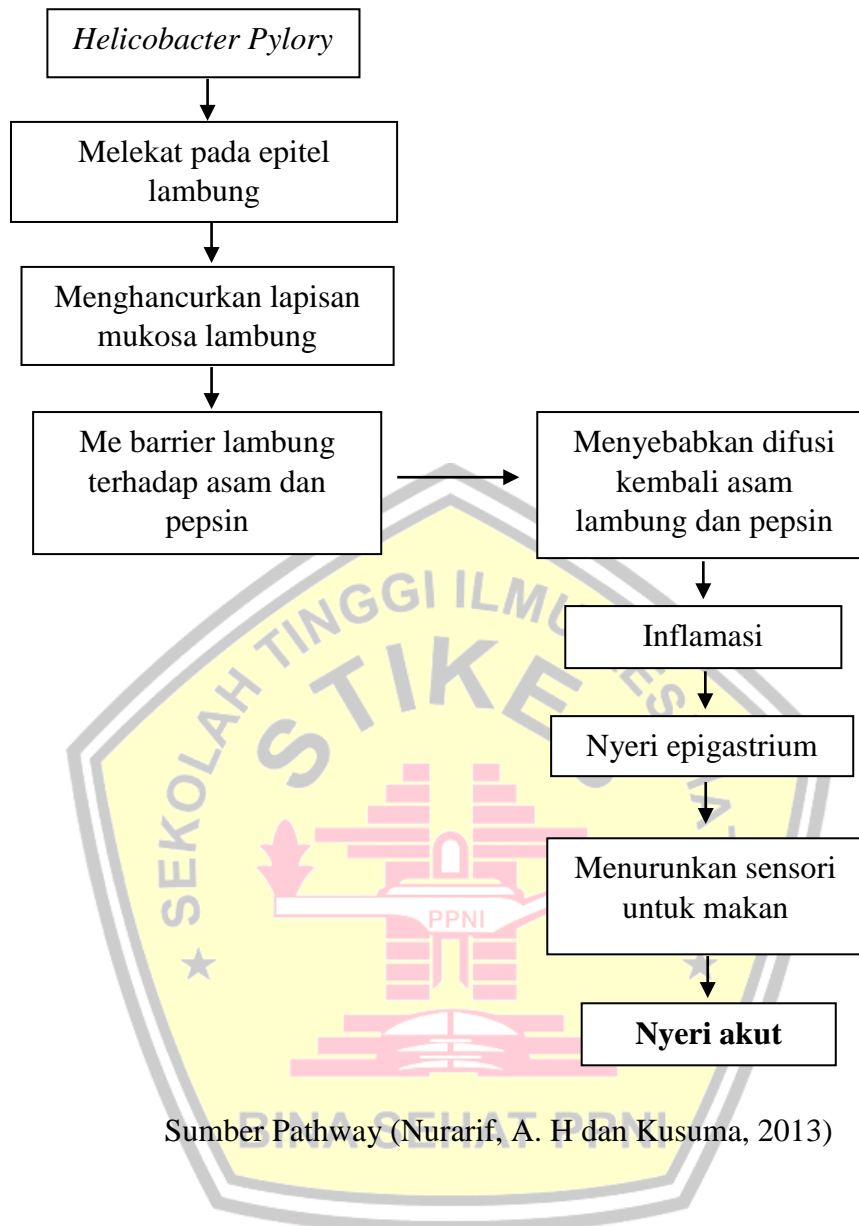 Helicobacter Pylory
Melekat pada epitel
lambung
Menghancurkan lapisan
mukosa lambung
Me barrier lambung
terhadap asam dan
pepsin
Menyebabkan difusi
kembali asam
lambung dan pepsin
Inflamasi
Nyeri epigastrium
Menurunkan sensori
untuk makan
Nyeri akut
SEKOLAH TINGGI ILMU
STIKE
PPNI
BINA SEHAT PPNI
Sumber Pathway (Nurarif, A. H dan Kusuma, 2013)